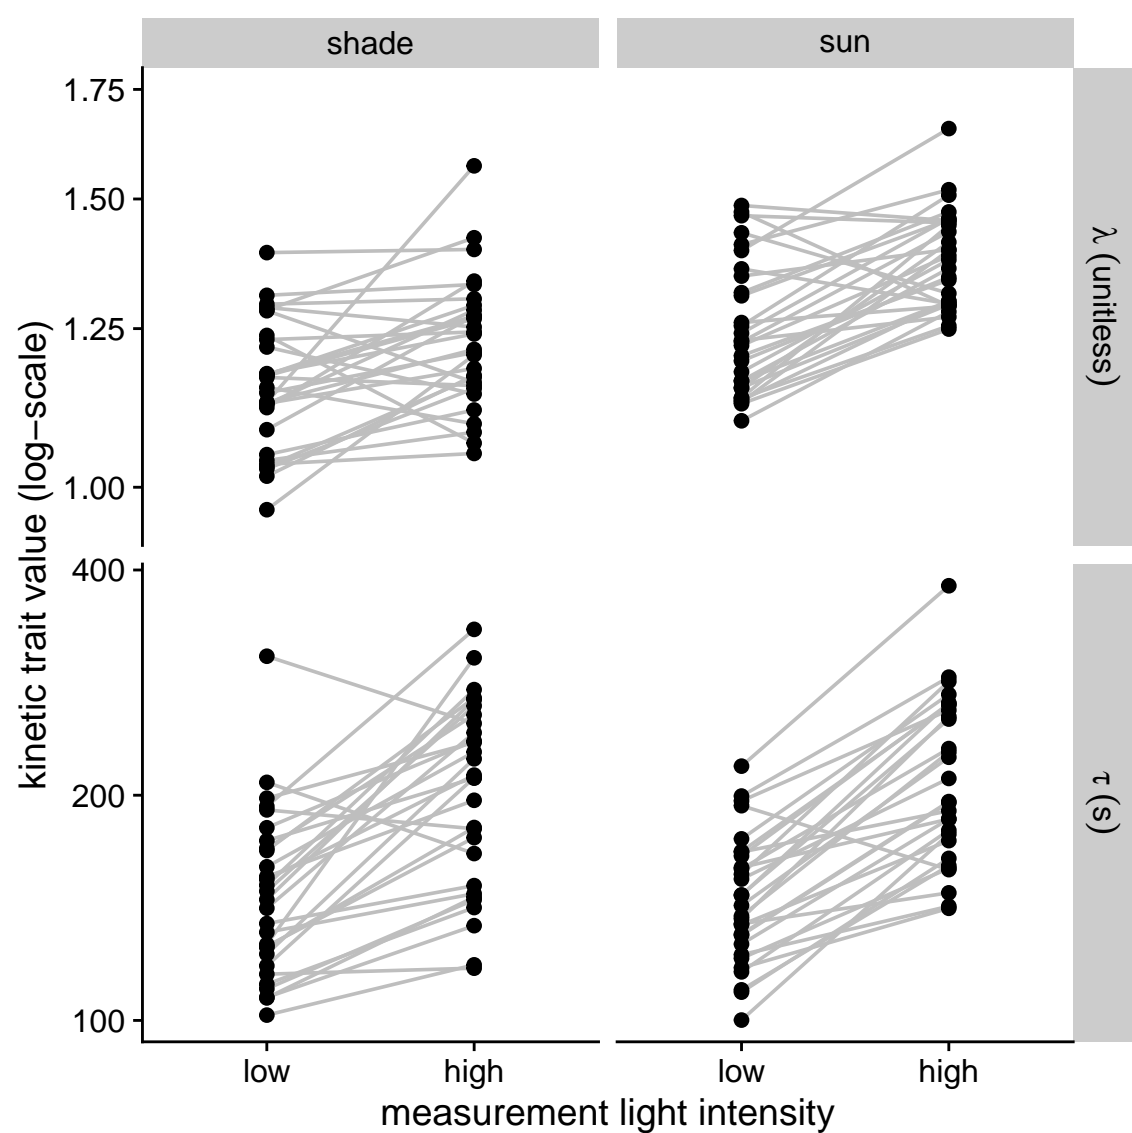 shade
sun
1.75
1.50
1.25
1.00
400
200
100
kinetic trait value (log−scale)
λ (unitless)
τ (s)
low
high
low
high
measurement light intensity